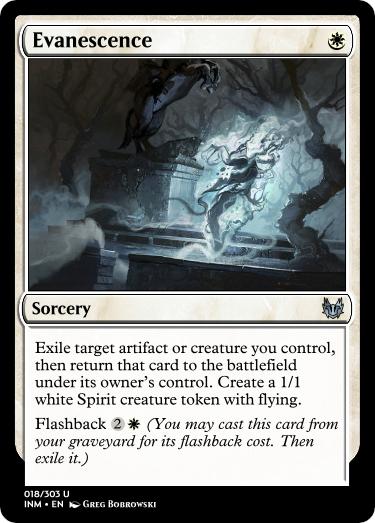 Evanescence
Sorcery
Exile target artifact or creature you control,
then return that card to the battlefield
under its owner's control. Create a 1/1
white Spirit creature token with flying.
Flashback 2 (You may cast this card from
your graveyard for its flashback cost. Then
exile it.)
018/303 U
INM • EN Greg Bobrowski